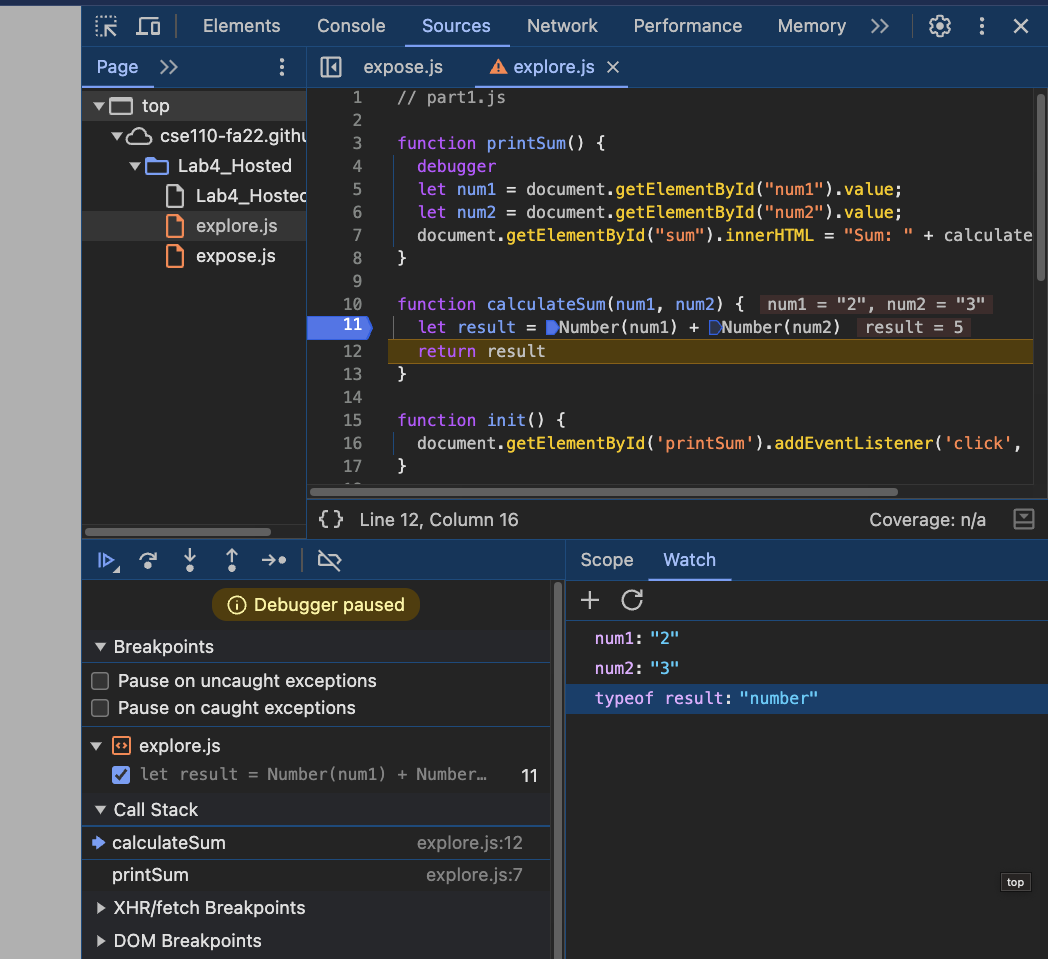 Elements Console Sources Network Performance Memory
Page
expose.js explore.js
top
cse110-fa22.githu
Lab4_Hosted
Lab4_Hosted
explore.js
expose.js
1 // part1.js
2
3 function printSum() {
4 debugger
5 let num1 = document.getElementById("num1").value;
6 let num2 = document.getElementById("num2").value;
7 document.getElementById("sum").innerHTML = "Sum: " + calculate
8 }
9
10 function calculateSum(num1, num2) { num1 = "2", num2 = "3"
11 let result = Number(num1) + Number(num2) result = 5
12 return result
13 }
14
15 function init() {
16 document.getElementById('printSum').addEventListener('click',
17 }
{} Line 12, Column 16 Coverage: n/a
Debugger paused
Breakpoints
Pause on uncaught exceptions
Pause on caught exceptions
explore.js
let result = Number(num1) + Number… 11
Call Stack
calculateSum explore.js:12
printSum explore.js:7
XHR/fetch Breakpoints
DOM Breakpoints
Scope Watch
num1: "2"
num2: "3"
typeof result: "number"
top